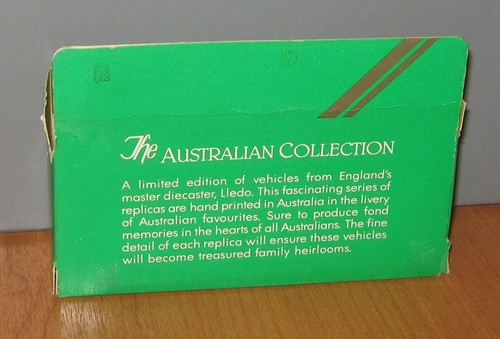 The AUSTRALIAN COLLECTION
A limited edition of vehicles from England's
master diecaster, Lledo. This fascinating series of
replicas are hand printed in Australia in the livery
of Australian favourites. Sure to produce fond
memories in the hearts of all Australians. The fine
detail of each replica will ensure these vehicles
will become treasured family heirlooms.